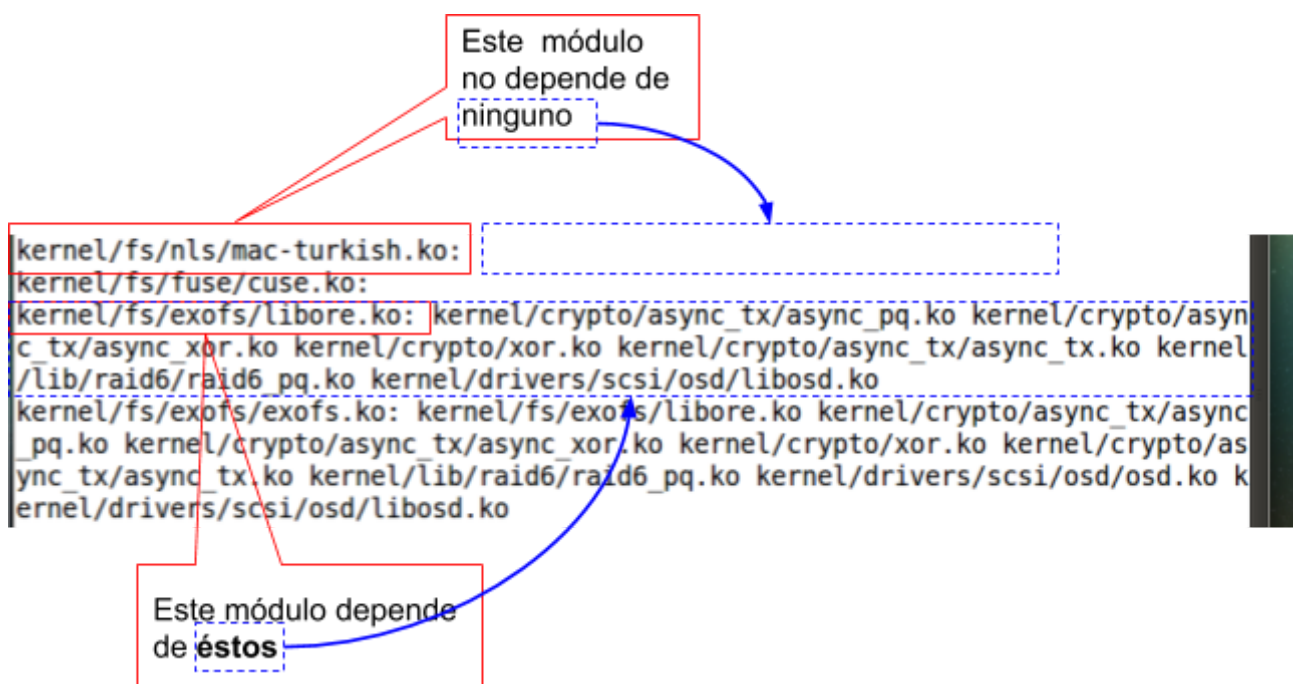 Este módulo
no depende de
ninguno
kernel/fs/nls/mac-turkish.ko:
kernel/fs/fuse/cuse.ko:
kernel/fs/exofs/libore.ko: kernel/crypto/async_tx/async_pq.ko kernel/crypto/asyn
c_tx/async_xor.ko kernel/crypto/xor.ko kernel/crypto/async_tx/async_tx.ko kernel
/lib/raid6/raid6_pq.ko kernel/drivers/scsi/osd/libosd.ko
kernel/fs/exofs/exofs.ko: kernel/fs/exofs/libore.ko kernel/crypto/async_tx/async
_pq.ko kernel/crypto/async_tx/async_xor.ko kernel/crypto/xor.ko kernel/crypto/as
ync_tx/async_tx.ko kernel/lib/raid6/raid6_pq.ko kernel/drivers/scsi/osd/osd.ko k
ernel/drivers/scsi/osd/libosd.ko
Este módulo depende
de éstos